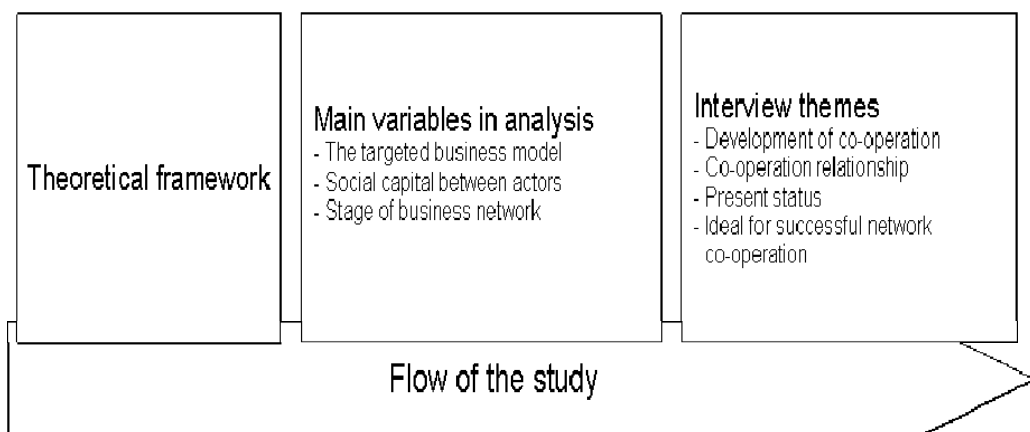 Theoretical framework
Main variables in analysis
- The targeted business model
- Social capital between actors
- Stage of business network
Interview themes
- Development of co-operation
- Co-operation relationship
- Present status
- Ideal for successful network
co-operation
Flow of the study